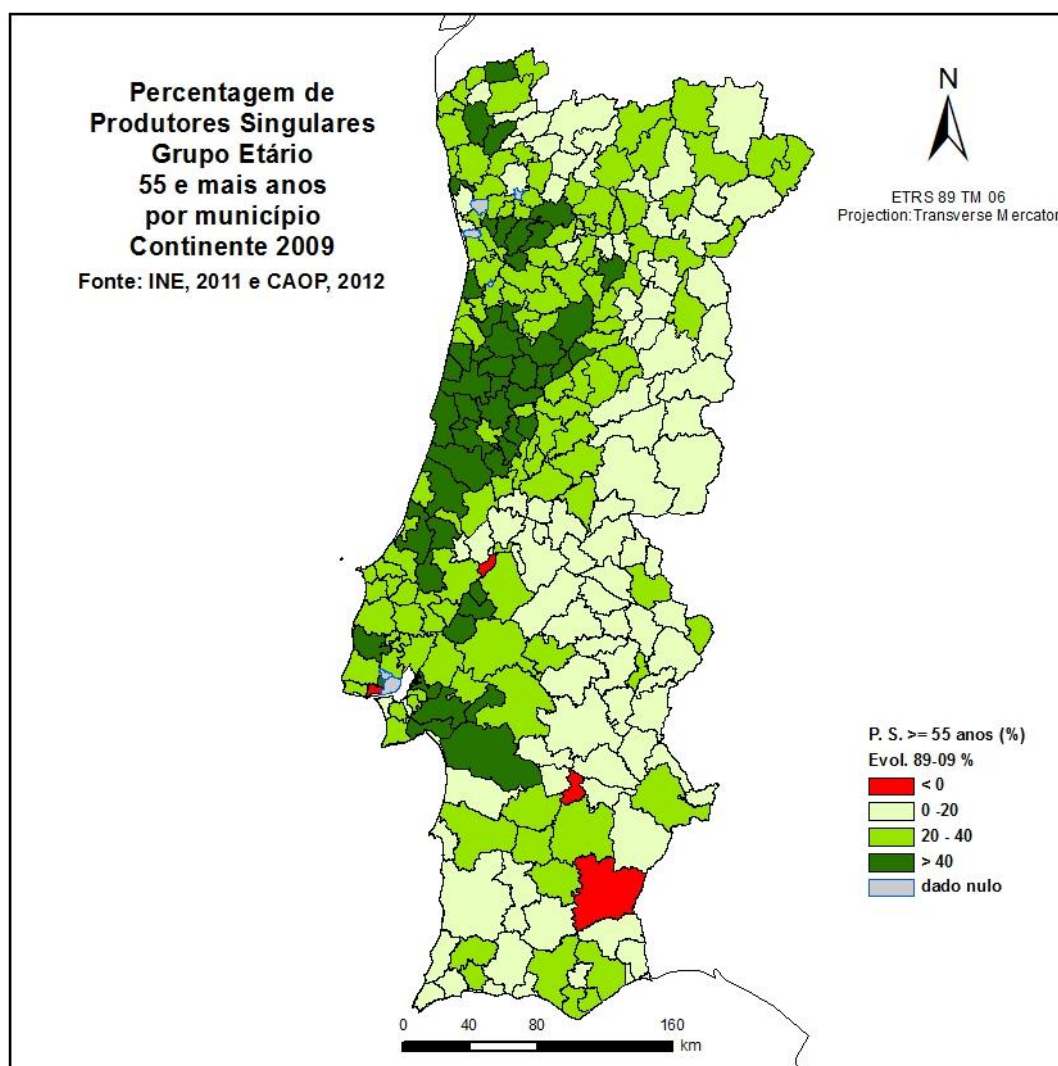 Percentagem de
Produtores Singulares
Grupo Etário
55 e mais anos
por município
Continente 2009
Fonte: INE, 2011 e CAOP, 2012
N
ETRS 89 TM 06
Projection:Transverse Mercator
P. S. >= 55 anos (%)
Evol. 89-09 %
< 0
0 -20
20 - 40
> 40
dado nulo
0 40 80 160
km